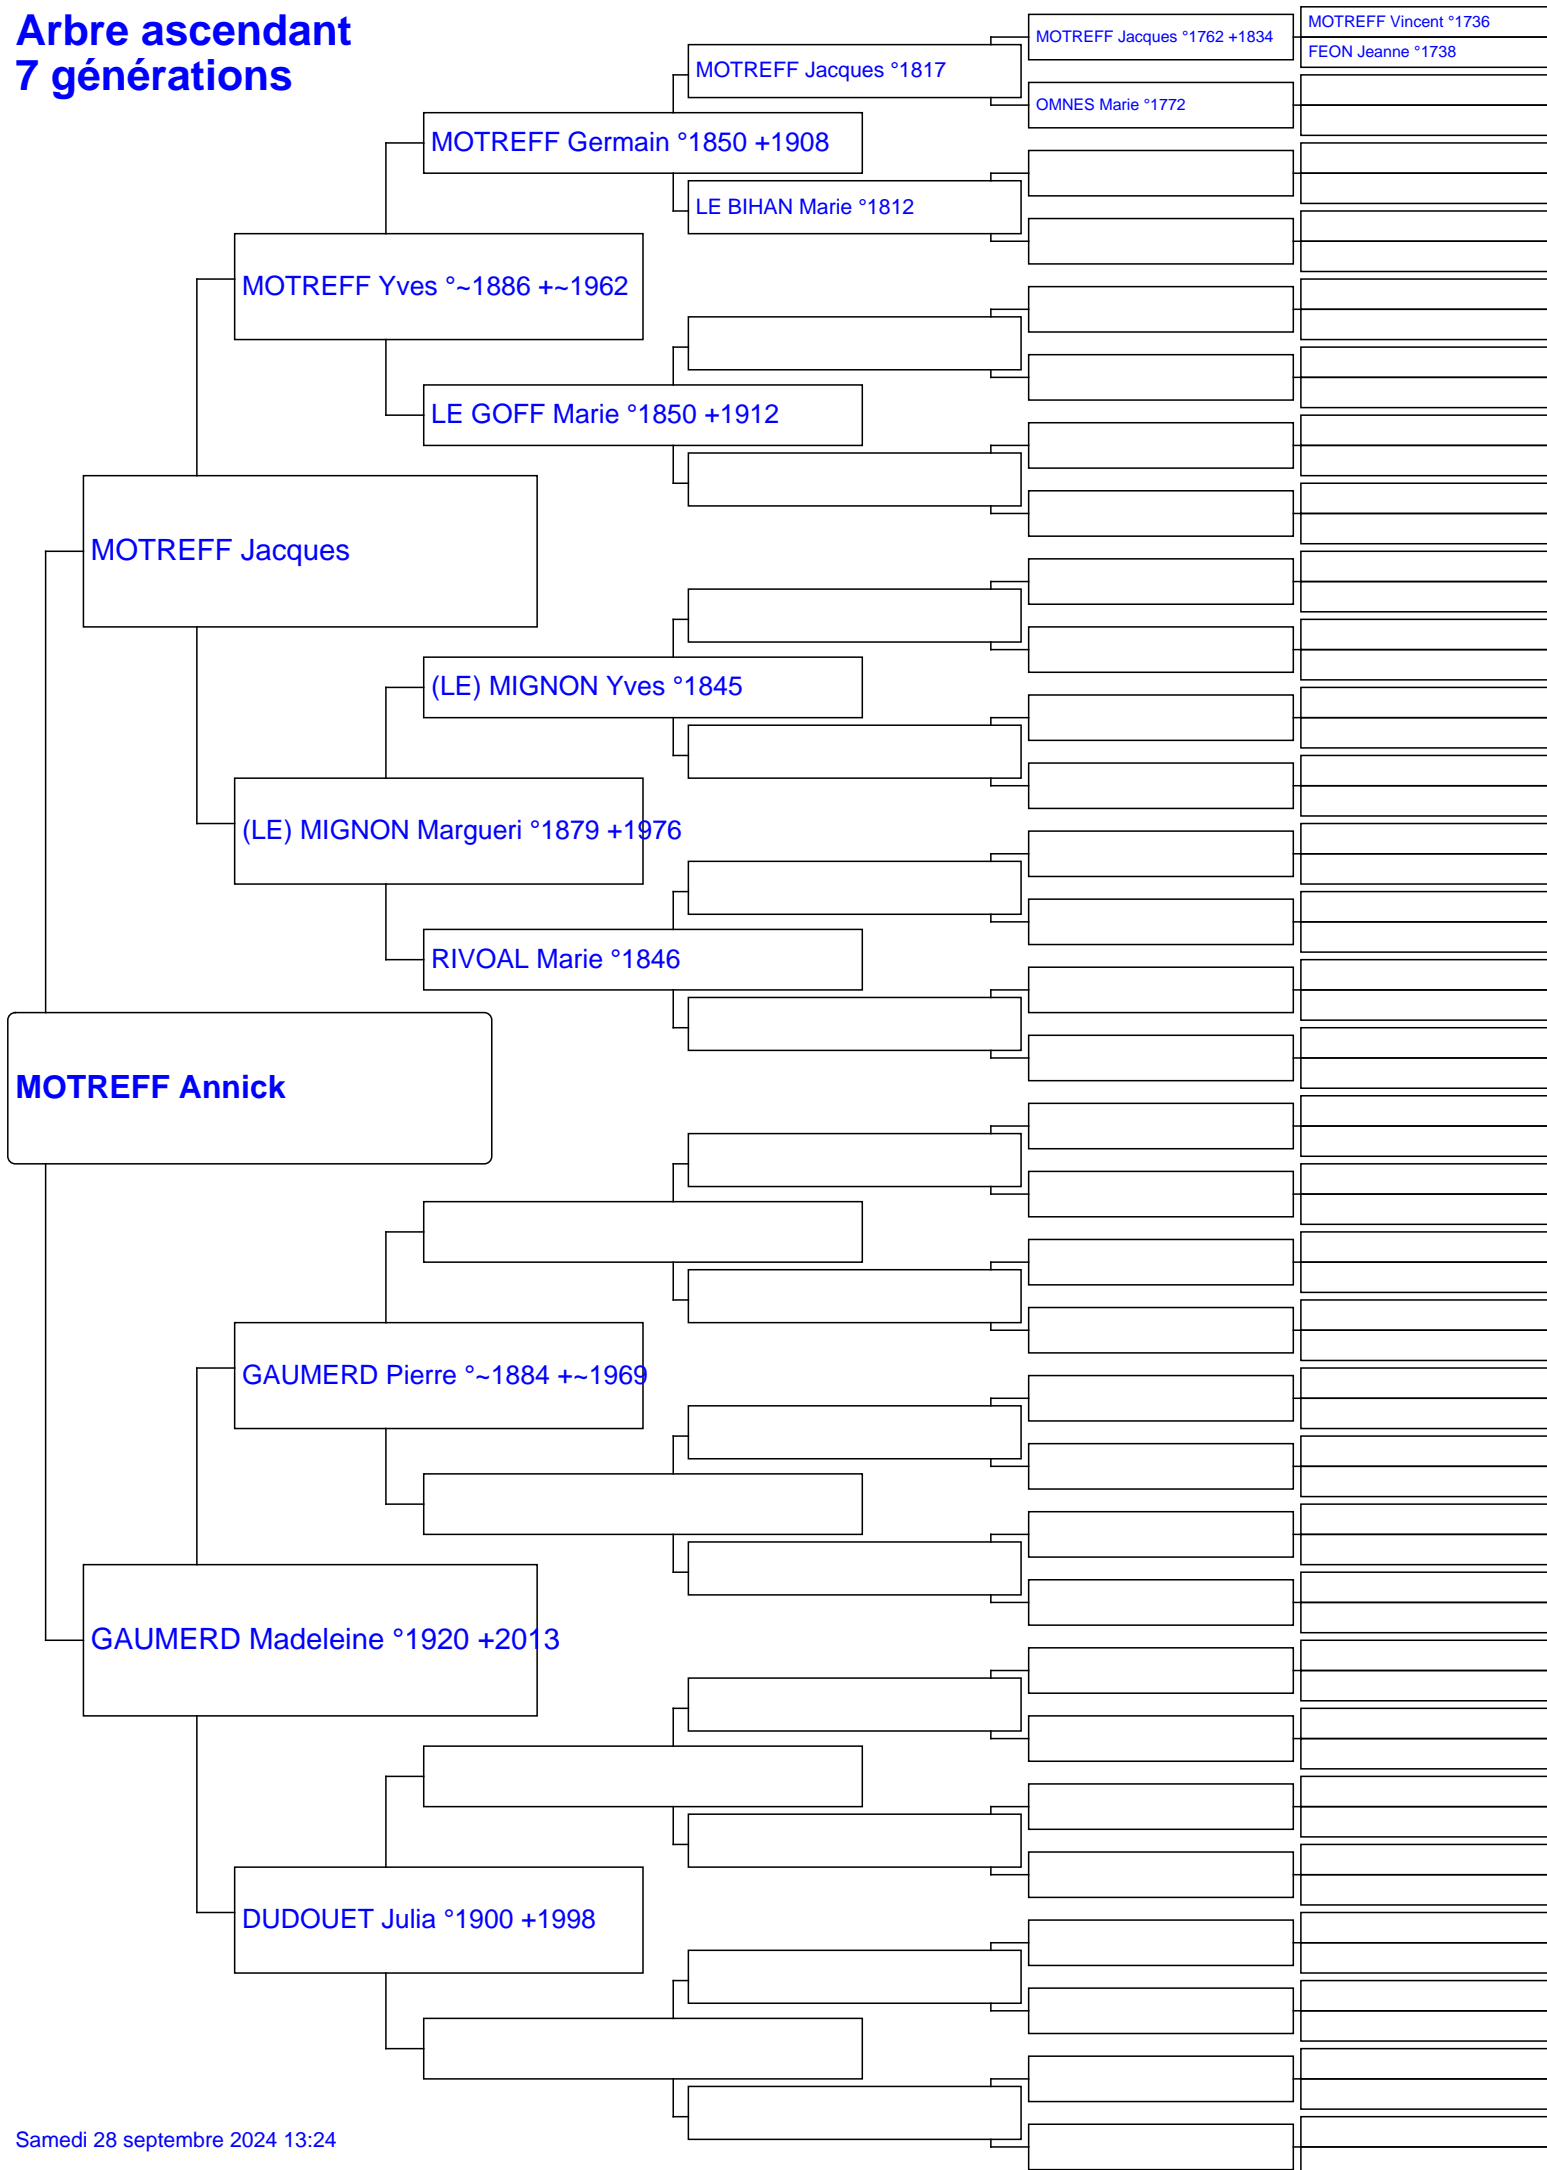 Arbre ascendant
7 générations
MOTREFF Vincent °1736
MOTREFF Jacques °1762 +1834
FEON Jeanne °1738
MOTREFF Jacques °1817
OMNES Marie °1772
MOTREFF Germain °1850 +1908
LE BIHAN Marie °1812
MOTREFF Yves °~1886 +~1962
LE GOFF Marie °1850 +1912
MOTREFF Jacques
(LE) MIGNON Yves °1845
(LE) MIGNON Margueri °1879 +1976
RIVOAL Marie °1846
MOTREFF Annick
GAUMERD Pierre °~1884 +~1969
GAUMERD Madeleine °1920 +2013
DUDOUET Julia °1900 +1998
Samedi 28 septembre 2024 13:24